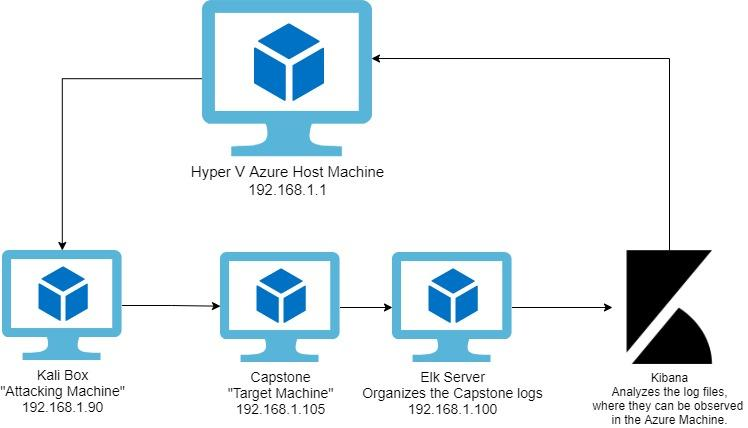 Hyper V Azure Host Machine
192.168.1.1
Kali Box
"Attacking Machine"
192.168.1.90
Capstone
"Target Machine"
192.168.1.105
Elk Server
Organizes the Capstone logs
192.168.1.100
Kibana
Analyzes the log files,
where they can be observed
in the Azure Machine.